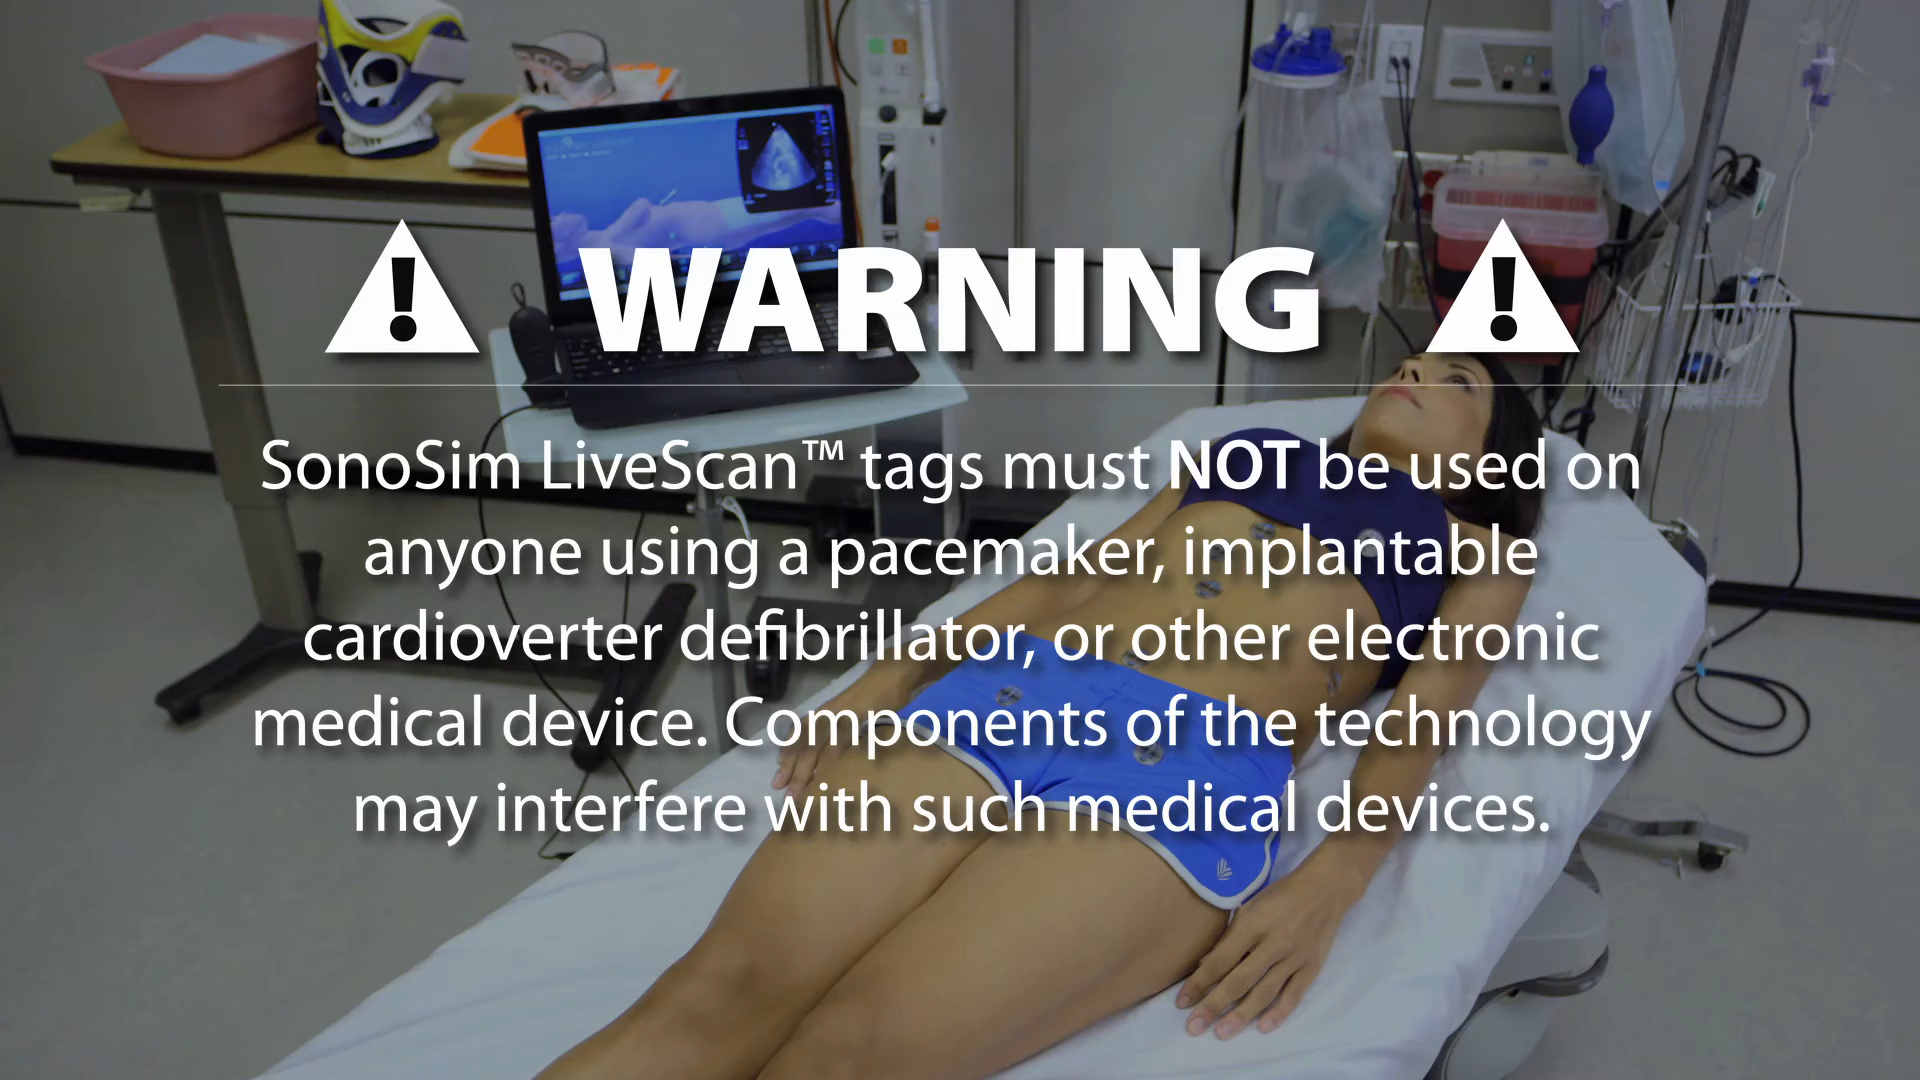 WARNING
SonoSim LiveScan™ tags must NOT be used on
anyone using a pacemaker, implantable
cardioverter defibrillator, or other electronic
medical device. Components of the technology
may interfere with such medical devices.